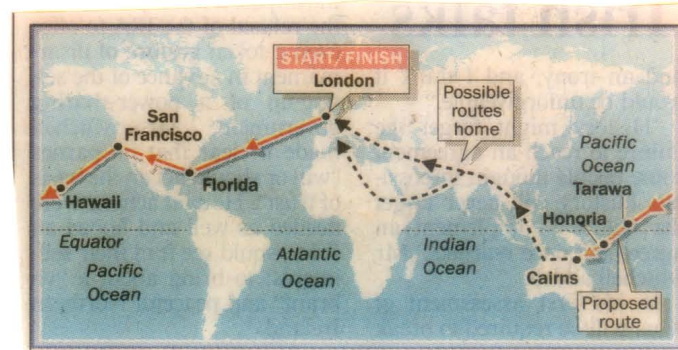 START/FINISH
London
Possible
routes
home
San
Francisco
Pacific
Ocean
Tarawa
Hawaii
Florida
Honoria
Equator
Pacific
Ocean
Atlantic
Ocean
Indian
Ocean
Cairns
Proposed
route